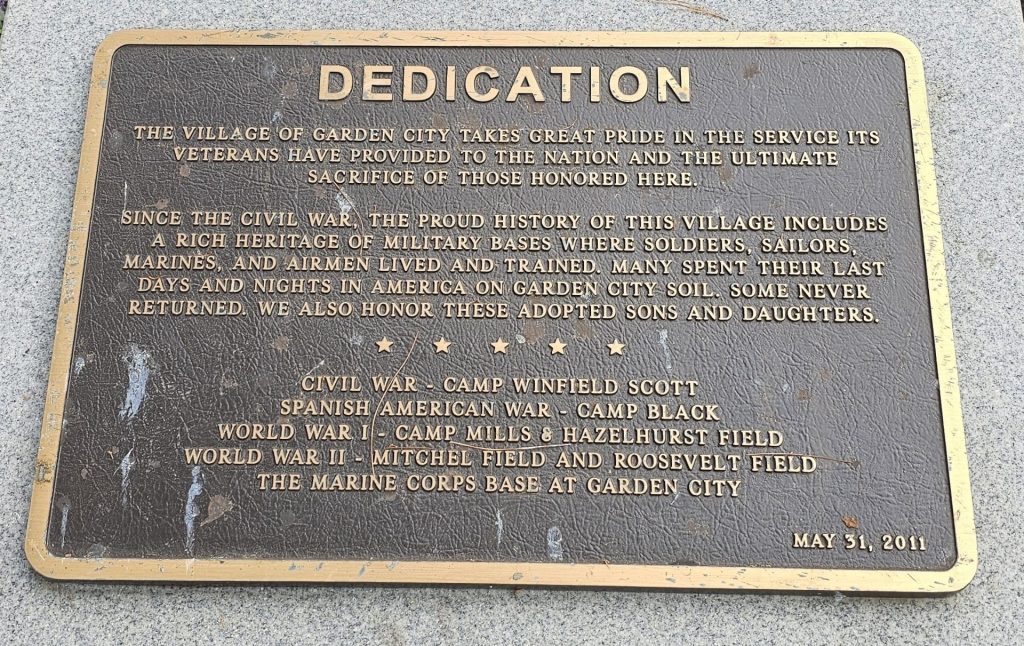 DEDICATION
THE VILLAGE OF GARDEN CITY TAKES GREAT PRIDE IN THE SERVICE ITS
VETERANS HAVE PROVIDED TO THE NATION AND THE ULTIMATE
SACRIFICE OF THOSE HONORED HERE.
SINCE THE CIVIL WAR, THE PROUD HISTORY OF THIS VILLAGE INCLUDES
A RICH HERITAGE OF MILITARY BASES WHERE SOLDIERS, SAILORS,
MARINES, AND AIRMEN LIVED AND TRAINED. MANY SPENT THEIR LAST
DAYS AND NIGHTS IN AMERICA ON GARDEN CITY SOIL. SOME NEVER
RETURNED. WE ALSO HONOR THESE ADOPTED SONS AND DAUGHTERS.
CIVIL WAR - CAMP WINFIELD SCOTT
SPANISH AMERICAN WAR - CAMP BLACK
WORLD WAR I - CAMP MILLS & HAZELHURST FIELD
WORLD WAR II - MITCHEL FIELD AND ROOSEVELT FIELD
THE MARINE CORPS BASE AT GARDEN CITY
MAY 31, 2011